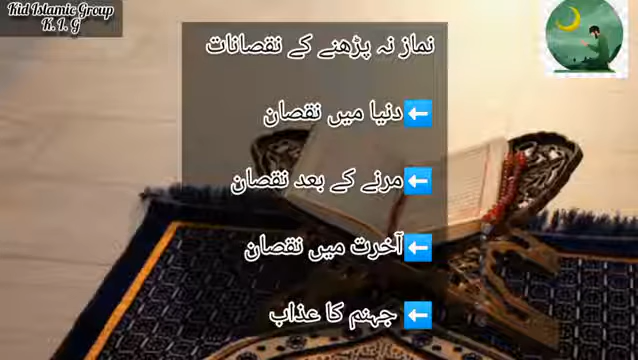 Kid Islamic Group
K. I. G
نماز نہ پڑھنے کے نقصانات
دنیا میں نقصان
مرنے کے بعد نقصان
آخرت میں نقصان
جہنم کا عذاب